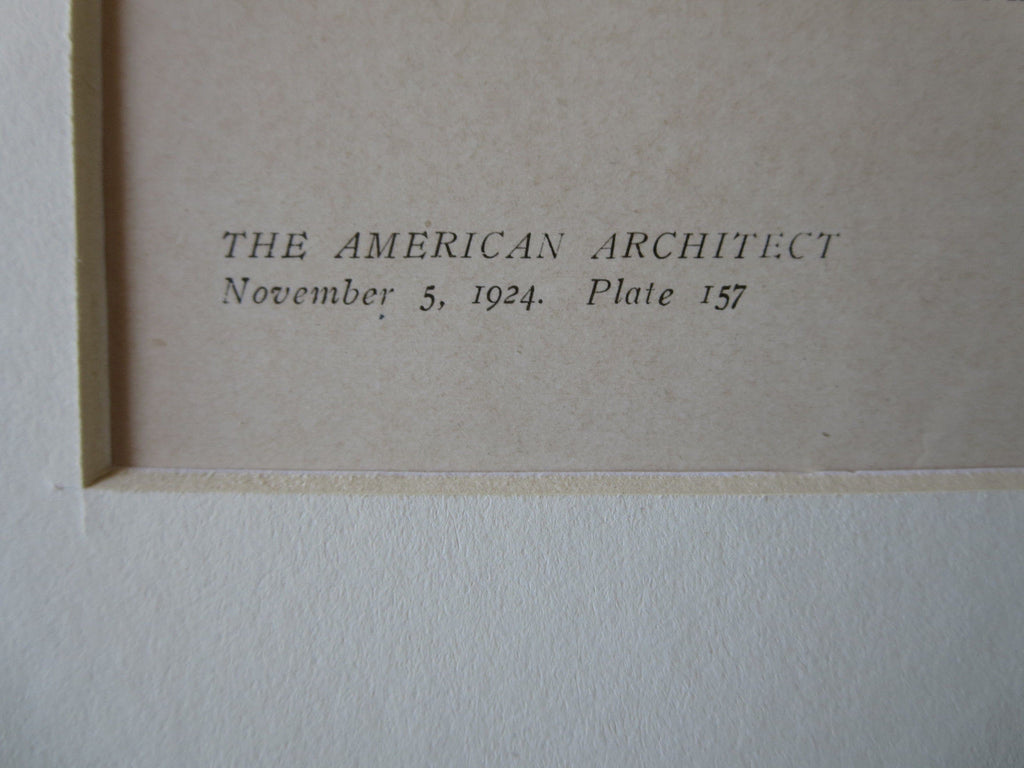 THE AMERICAN ARCHITECT
November 5, 1924. Plate 157